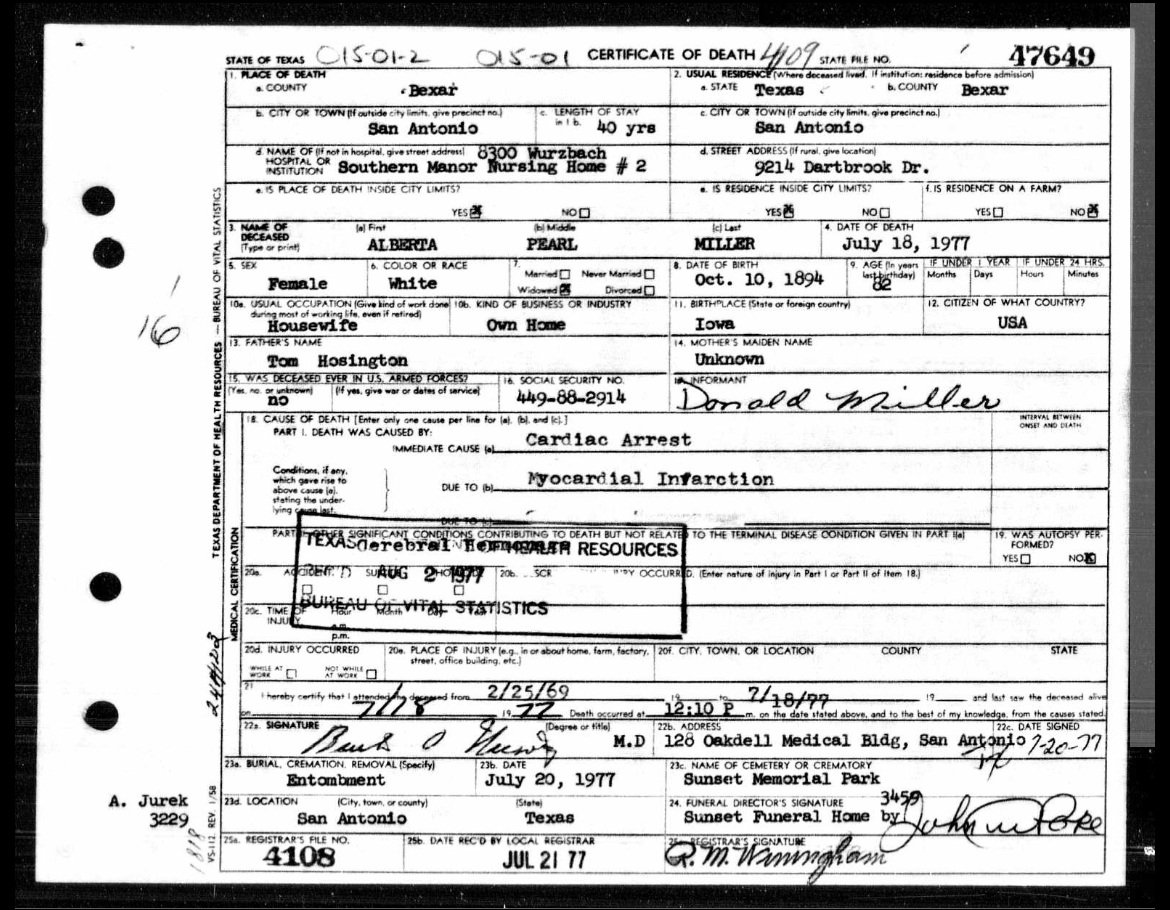 STATE OF TEXAS 015-01-2 015-01 CERTIFICATE OF DEATH 4109 STATE FILE NO. 47649
1. PLACE OF DEATH
a. COUNTY Bexar
2. USUAL RESIDENCE (Where deceased lived. If institution: residence before admission)
a. STATE Texas b. COUNTY Bexar
b. CITY OR TOWN (If outside city limits, give precinct no.)
San Antonio
c. LENGTH OF STAY
in 1 b. 40 yrs
c. CITY OR TOWN (If outside city limits, give precinct no.)
San Antonio
d. NAME OF (If not in hospital, give street address) 8300 Wurzbach
HOSPITAL OR
INSTITUTION Southern Manor Nursing Home # 2
d. STREET ADDRESS (If rural, give location)
9214 Dartbrook Dr.
e. IS PLACE OF DEATH INSIDE CITY LIMITS?
YES X NO
e. IS RESIDENCE INSIDE CITY LIMITS?
YES X NO
f. IS RESIDENCE ON A FARM?
YES NO X
3. NAME OF
DECEASED
(Type or print)
(a) First
ALBERTA
(b) Middle
PEARL
(c) Last
MILLER
4. DATE OF DEATH
July 18, 1977
5. SEX
Female
6. COLOR OR RACE
White
7.
Married Never Married
Widowed X Divorced
8. DATE OF BIRTH
Oct. 10, 1894
9. AGE (In years
last birthday)
82
IF UNDER 1 YEAR
Months Days
IF UNDER 24 HRS.
Hours Minutes
10a. USUAL OCCUPATION (Give kind of work done
during most of working life, even if retired)
Housewife
10b. KIND OF BUSINESS OR INDUSTRY
Own Home
11. BIRTHPLACE (State or foreign country)
Iowa
12. CITIZEN OF WHAT COUNTRY?
USA
13. FATHER'S NAME
Tom Hosington
14. MOTHER'S MAIDEN NAME
Unknown
15. WAS DECEASED EVER IN U.S. ARMED FORCES?
(Yes, no, or unknown) (If yes, give war or dates of service)
no
16. SOCIAL SECURITY NO.
449-88-2914
INFORMANT
Donald Miller
18. CAUSE OF DEATH [Enter only one cause per line for (a), (b), and (c).]
PART I. DEATH WAS CAUSED BY:
IMMEDIATE CAUSE (a) Cardiac Arrest
INTERVAL BETWEEN
ONSET AND DEATH
Conditions, if any,
which gave rise to
above cause (a),
stating the under-
lying cause last.
DUE TO (b) Myocardial Infarction
DUE TO (c)
PART II. OTHER SIGNIFICANT CONDITIONS CONTRIBUTING TO DEATH BUT NOT RELATED TO THE TERMINAL DISEASE CONDITION GIVEN IN PART I(a)
Cerebral
TEXAS HEALTH RESOURCES
AUG 2 1977
BUREAU OF VITAL STATISTICS
19. WAS AUTOPSY PER-
FORMED?
YES NO X
20a. ACCIDENT
20b. INJURY OCCURRED. (Enter nature of injury in Part I or Part II of Item 18.)
20c. TIME OF
INJURY
Hour Month Day
a.m.
p.m.
20d. INJURY OCCURRED
WHILE AT
WORK
NOT WHILE
AT WORK
20e. PLACE OF INJURY (e.g., in or about home, farm, factory,
street, office building, etc.)
20f. CITY, TOWN, OR LOCATION COUNTY STATE
21
I hereby certify that I attended the deceased from 2/25/69 19 to 7/18/77 19 and last saw the deceased alive
on 7/18 1977 Death occurred at 12:10 P m. on the date stated above, and to the best of my knowledge, from the causes stated.
22a. SIGNATURE (Degree or title)
M.D
22b. ADDRESS
128 Oakdell Medical Bldg, San Antonio
22c. DATE SIGNED
7-20-77
23a. BURIAL, CREMATION, REMOVAL (Specify)
Entombment
23b. DATE
July 20, 1977
23c. NAME OF CEMETERY OR CREMATORY
Sunset Memorial Park
23d. LOCATION (City, town, or county) (State)
San Antonio Texas
24. FUNERAL DIRECTOR'S SIGNATURE 3459
Sunset Funeral Home by John W Pope
25a. REGISTRAR'S FILE NO.
4108
25b. DATE REC'D BY LOCAL REGISTRAR
JUL 21 77
REGISTRAR'S SIGNATURE
R. M. Winingham
TEXAS DEPARTMENT OF HEALTH RESOURCES — BUREAU OF VITAL STATISTICS
MEDICAL CERTIFICATION
VS-112 REV. 1/58
16
A. Jurek
3229
1818